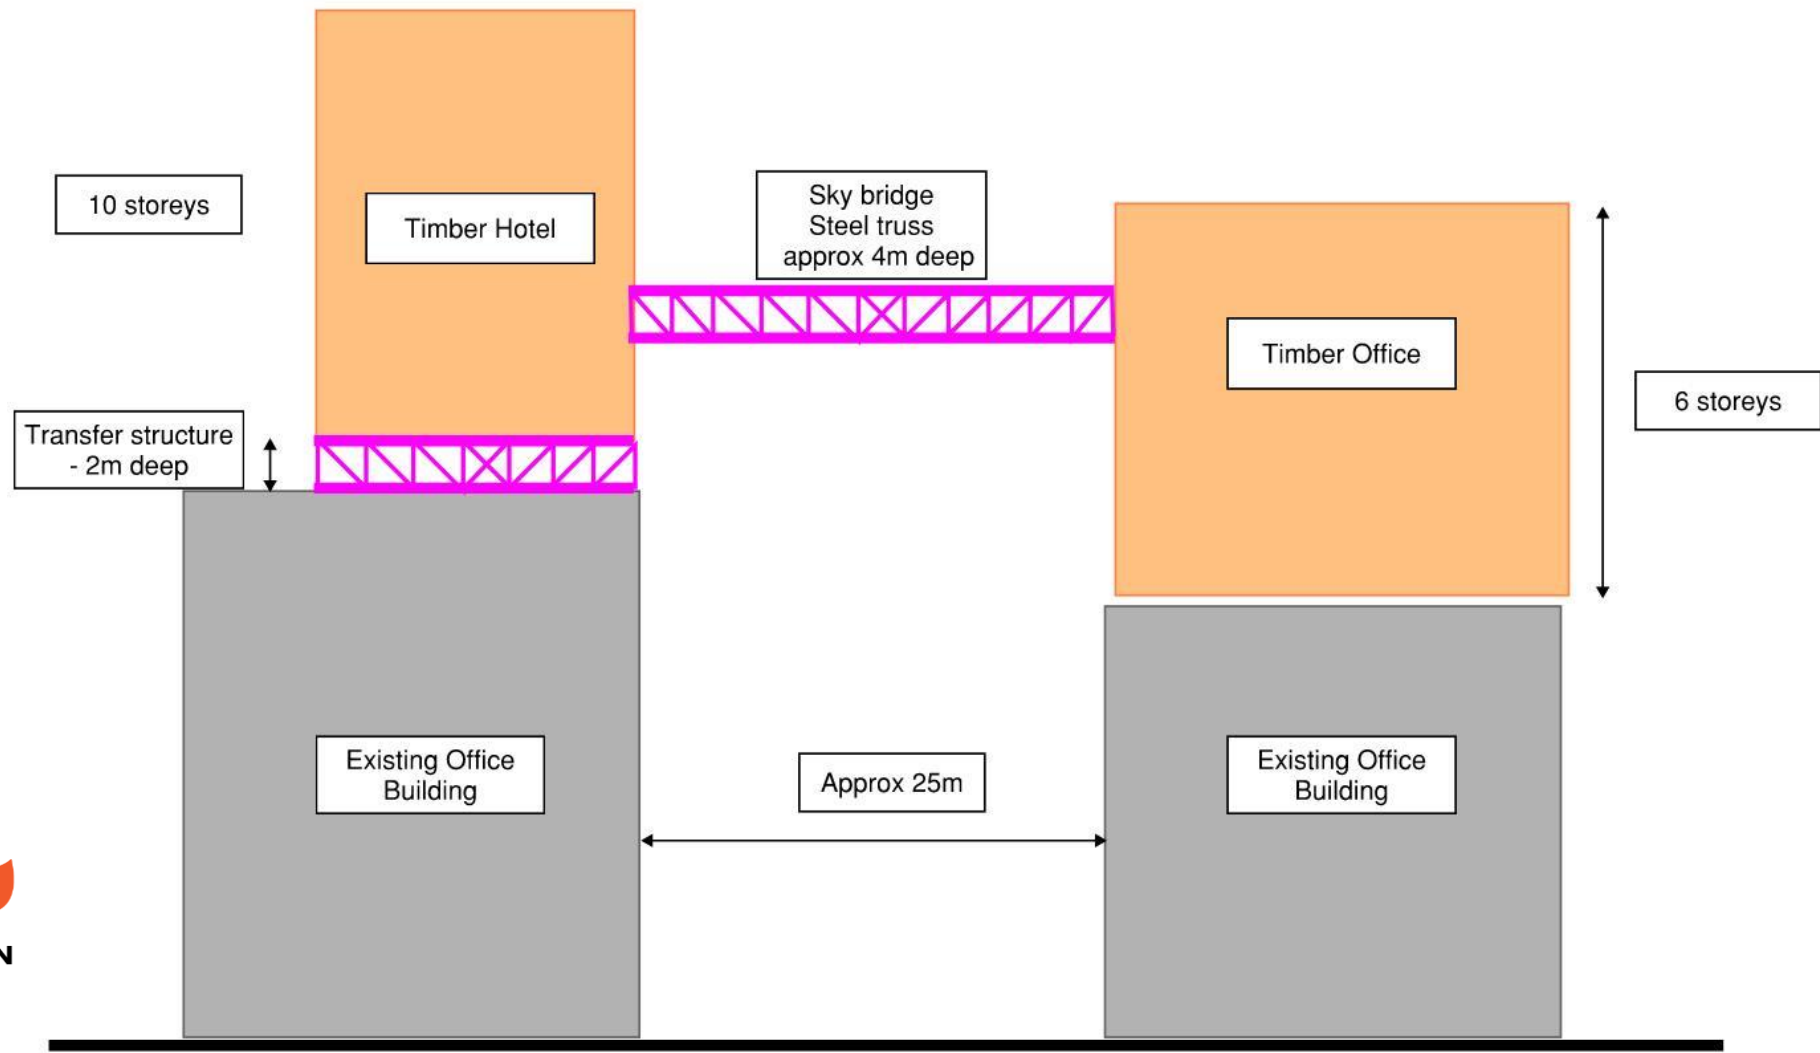 10 storeys
Timber Hotel
Sky bridge
Steel truss
approx 4m deep
Timber Office
6 storeys
Transfer structure
- 2m deep
Existing Office
Building
Approx 25m
Existing Office
Building
N